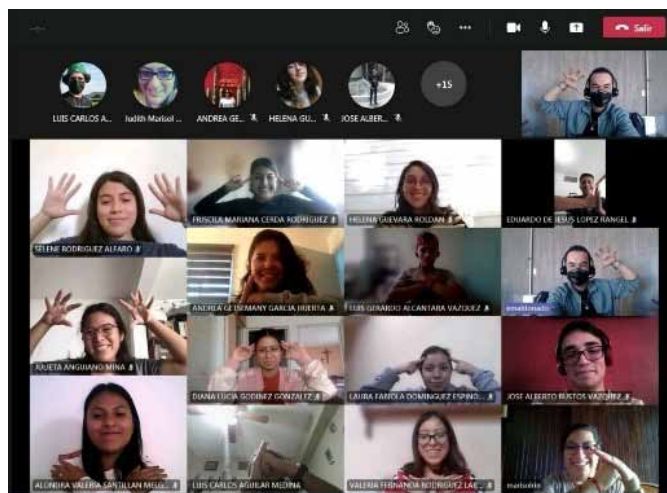 Salir
LUIS CARLOS A...
Judith Marisol ...
ANDREA GE...
HELENA GU...
JOSE ALBER...
+15
SELENE RODRIGUEZ ALFARO
PRISCILA MARIANA CERDA RODRIGUEZ
HELENA GUEVARA ROLDAN
EDUARDO DE JESUS LOPEZ RANGEL
JULIETA ANGUIANO MINA
ANDREA GETSEMANY GARCIA HUERTA
LUIS GERARDO ALCANTARA VAZQUEZ
emaldonado
ALONDRA VALERIA SANTILLAN MELG...
DIANA LUCIA GODINEZ GONZALEZ
LAURA FABIOLA DOMINGUEZ ESPINO...
JOSE ALBERTO BUSTOS VAZQUEZ
LUIS CARLOS AGUILAR MEDINA
VALERIA FERNANDA RODRIGUEZ LAR...